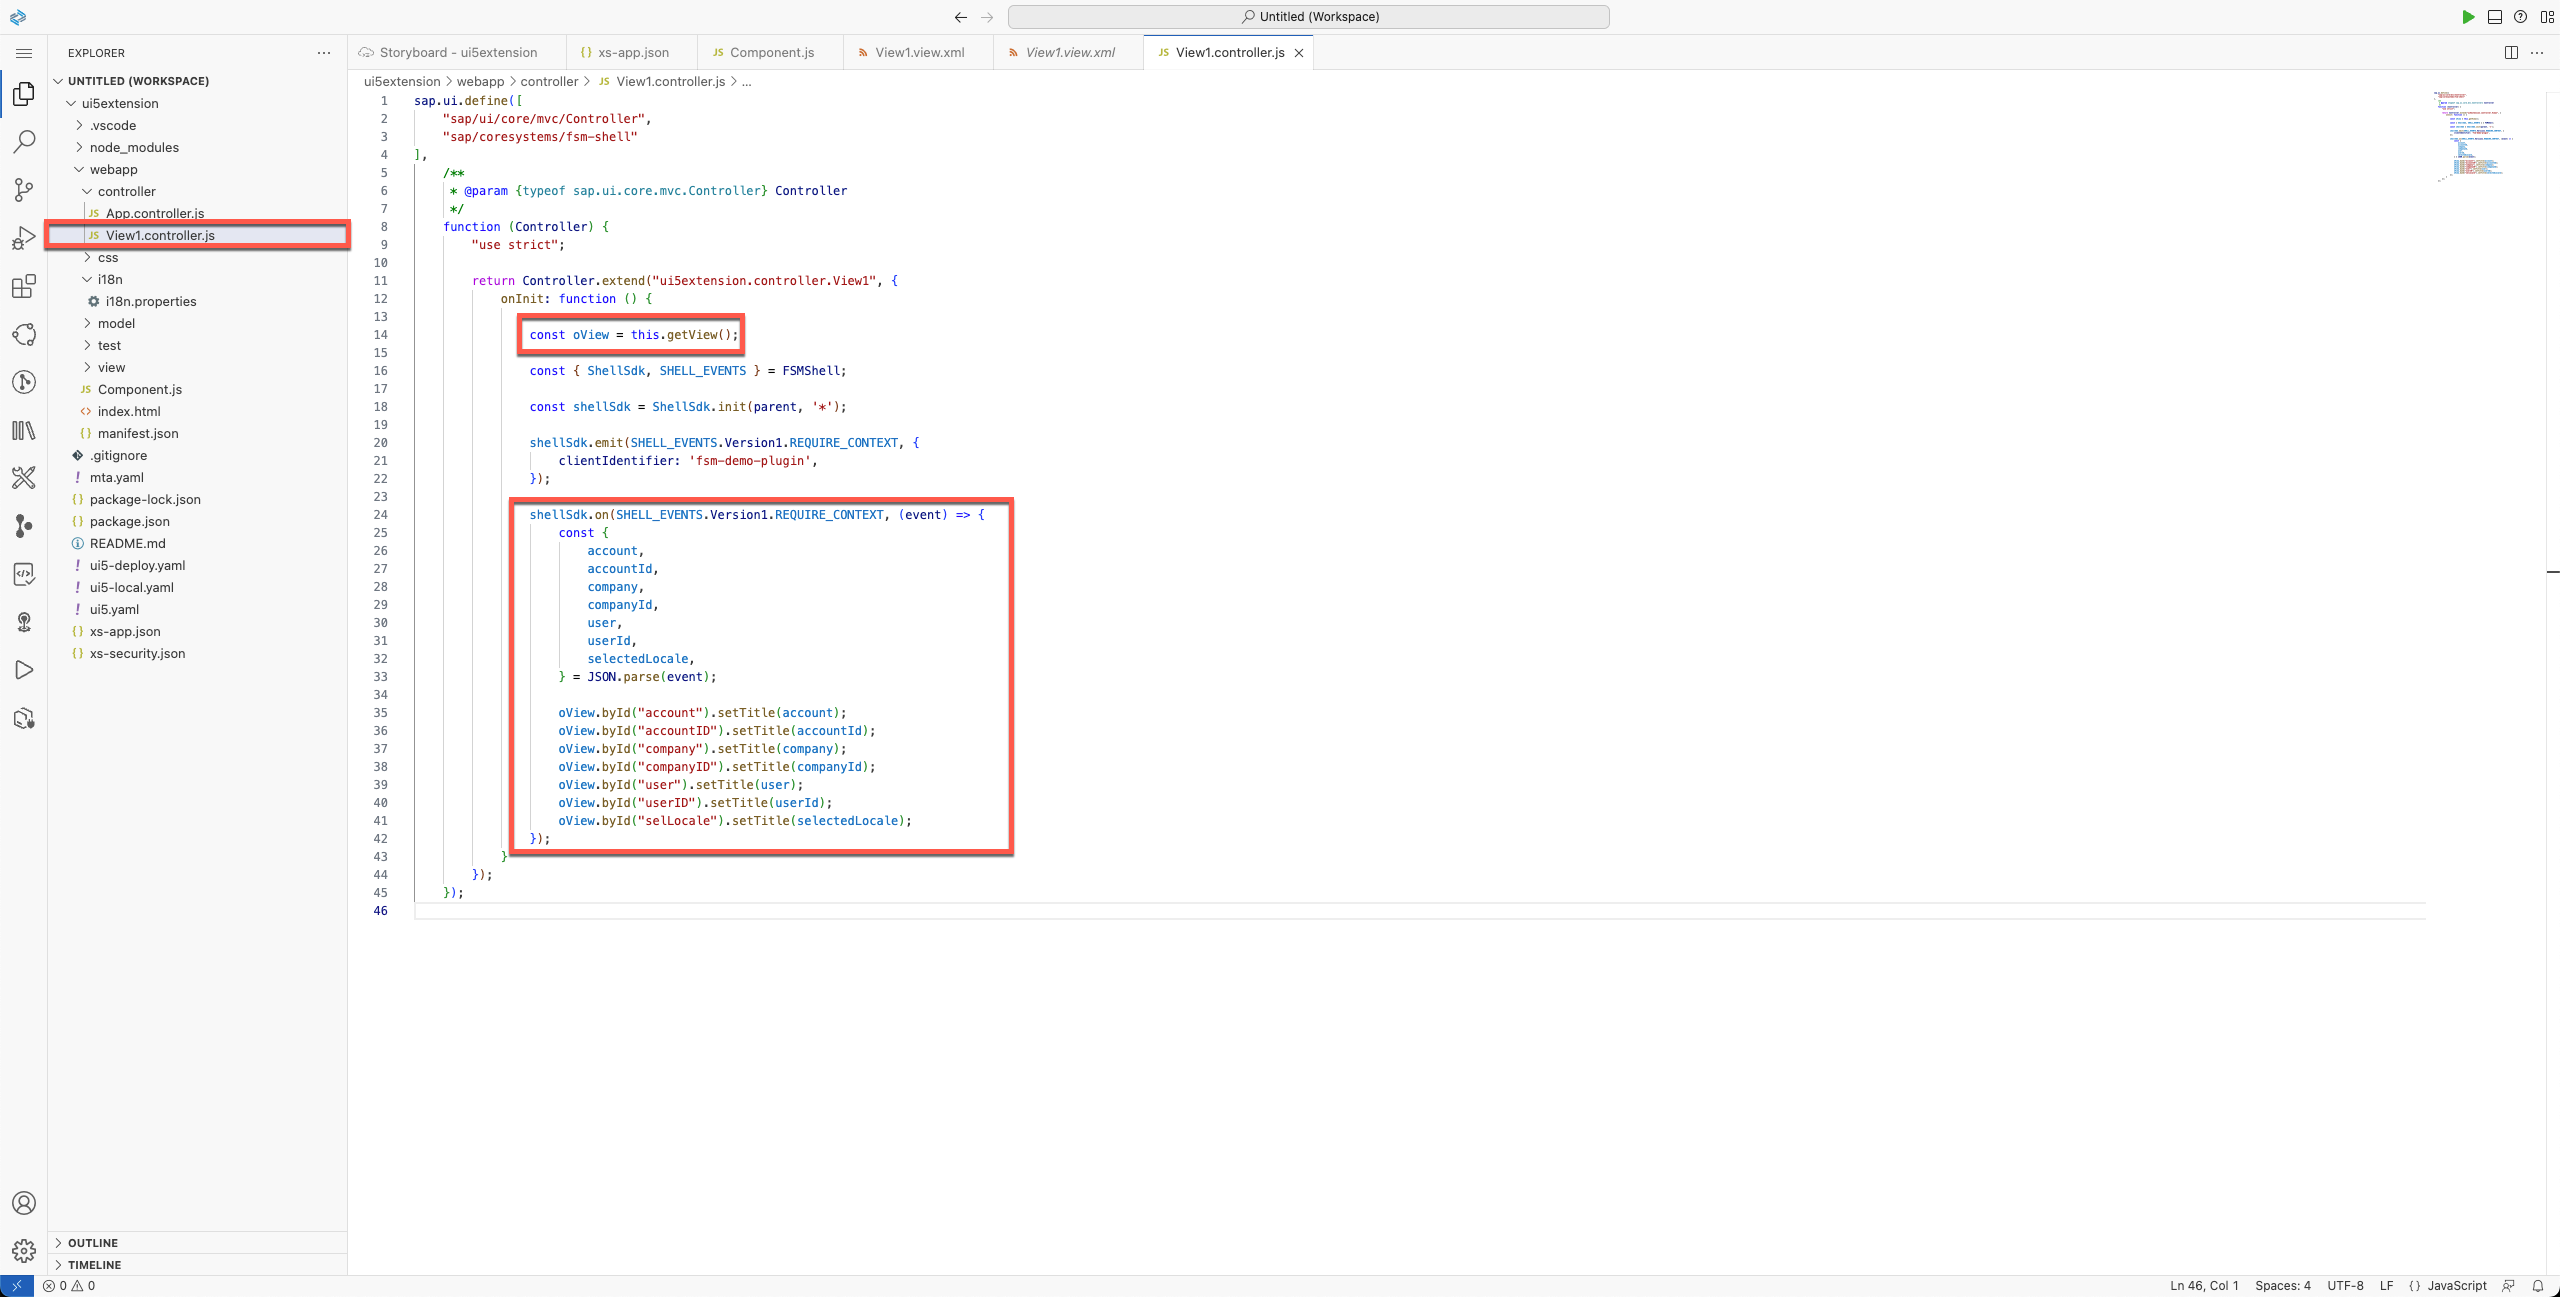 Untitled (Workspace)
EXPLORER
UNTITLED (WORKSPACE)
ui5extension
.vscode
node_modules
webapp
controller
JS App.controller.js
JS View1.controller.js
css
i18n
i18n.properties
model
test
view
JS Component.js
<> index.html
{} manifest.json
.gitignore
! mta.yaml
{} package-lock.json
{} package.json
README.md
! ui5-deploy.yaml
! ui5-local.yaml
! ui5.yaml
{} xs-app.json
{} xs-security.json
OUTLINE
TIMELINE
Storyboard - ui5extension
{} xs-app.json
JS Component.js
View1.view.xml
View1.view.xml
JS View1.controller.js
ui5extension > webapp > controller > JS View1.controller.js > ...
1 sap.ui.define([
2 "sap/ui/core/mvc/Controller",
3 "sap/coresystems/fsm-shell"
4 ],
5 /**
6 * @param {typeof sap.ui.core.mvc.Controller} Controller
7 */
8 function (Controller) {
9 "use strict";
10
11 return Controller.extend("ui5extension.controller.View1", {
12 onInit: function () {
13
14 const oView = this.getView();
15
16 const { ShellSdk, SHELL_EVENTS } = FSMShell;
17
18 const shellSdk = ShellSdk.init(parent, '*');
19
20 shellSdk.emit(SHELL_EVENTS.Version1.REQUIRE_CONTEXT, {
21 clientIdentifier: 'fsm-demo-plugin',
22 });
23
24 shellSdk.on(SHELL_EVENTS.Version1.REQUIRE_CONTEXT, (event) => {
25 const {
26 account,
27 accountId,
28 company,
29 companyId,
30 user,
31 userId,
32 selectedLocale,
33 } = JSON.parse(event);
34
35 oView.byId("account").setTitle(account);
36 oView.byId("accountID").setTitle(accountId);
37 oView.byId("company").setTitle(company);
38 oView.byId("companyID").setTitle(companyId);
39 oView.byId("user").setTitle(user);
40 oView.byId("userID").setTitle(userId);
41 oView.byId("selLocale").setTitle(selectedLocale);
42 });
43 }
44 });
45 });
46
0 0
Ln 46, Col 1
Spaces: 4
UTF-8
LF
{} JavaScript